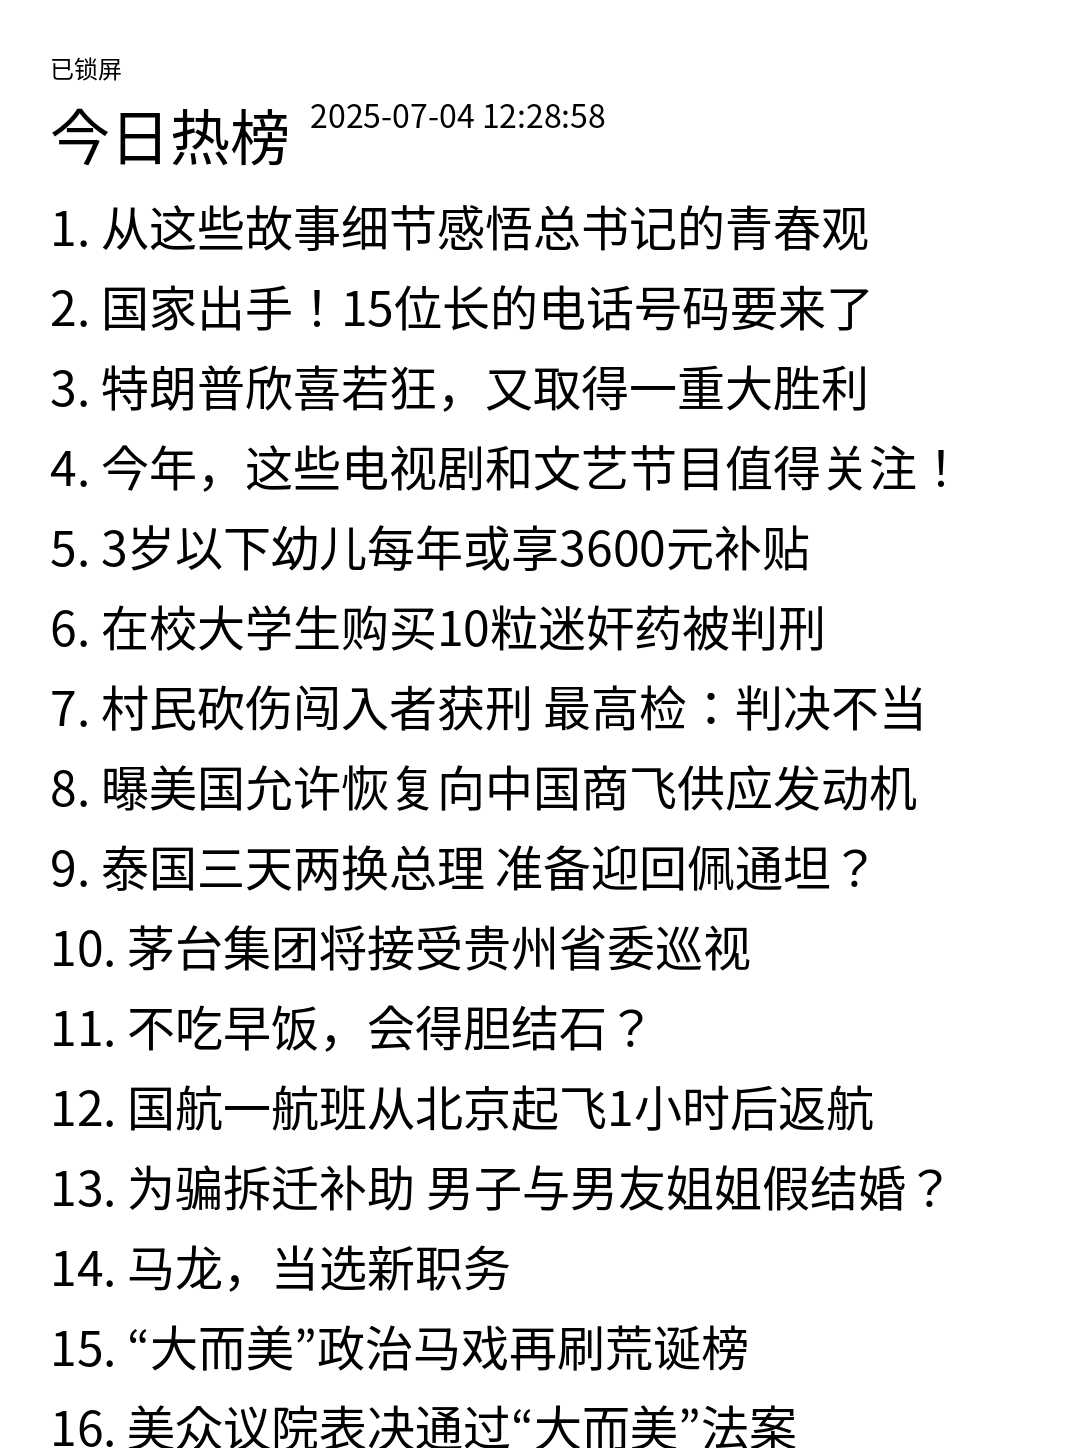 已锁屏
今日热榜 2025-07-04 12:28:58
1. 从这些故事细节感悟总书记的青春观
2. 国家出手！15位长的电话号码要来了
3. 特朗普欣喜若狂，又取得一重大胜利
4. 今年，这些电视剧和文艺节目值得关注！
5. 3岁以下幼儿每年或享3600元补贴
6. 在校大学生购买10粒迷奸药被判刑
7. 村民砍伤闯入者获刑 最高检：判决不当
8. 曝美国允许恢复向中国商飞供应发动机
9. 泰国三天两换总理 准备迎回佩通坦？
10. 茅台集团将接受贵州省委巡视
11. 不吃早饭，会得胆结石？
12. 国航一航班从北京起飞1小时后返航
13. 为骗拆迁补助 男子与男友姐姐假结婚？
14. 马龙，当选新职务
15. “大而美”政治马戏再刷荒诞榜
16. 美众议院表决通过“大而美”法案